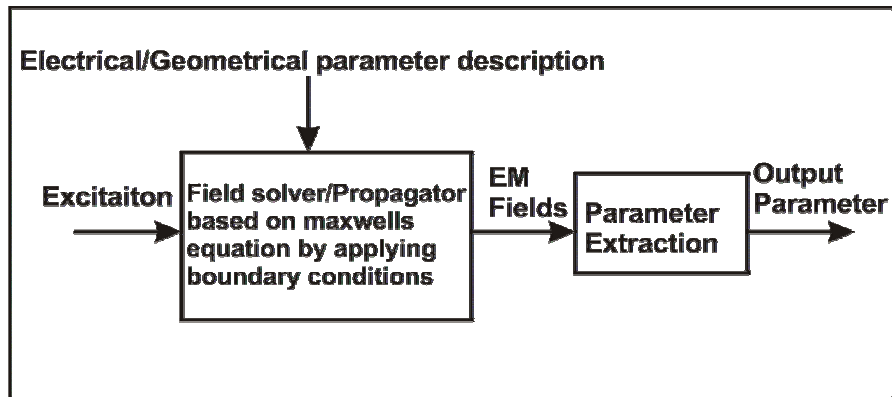 Electrical/Geometrical parameter description
Excitaiton
Field solver/Propagator
based on maxwells
equation by applying
boundary conditions
EM
Fields
Parameter
Extraction
Output
Parameter